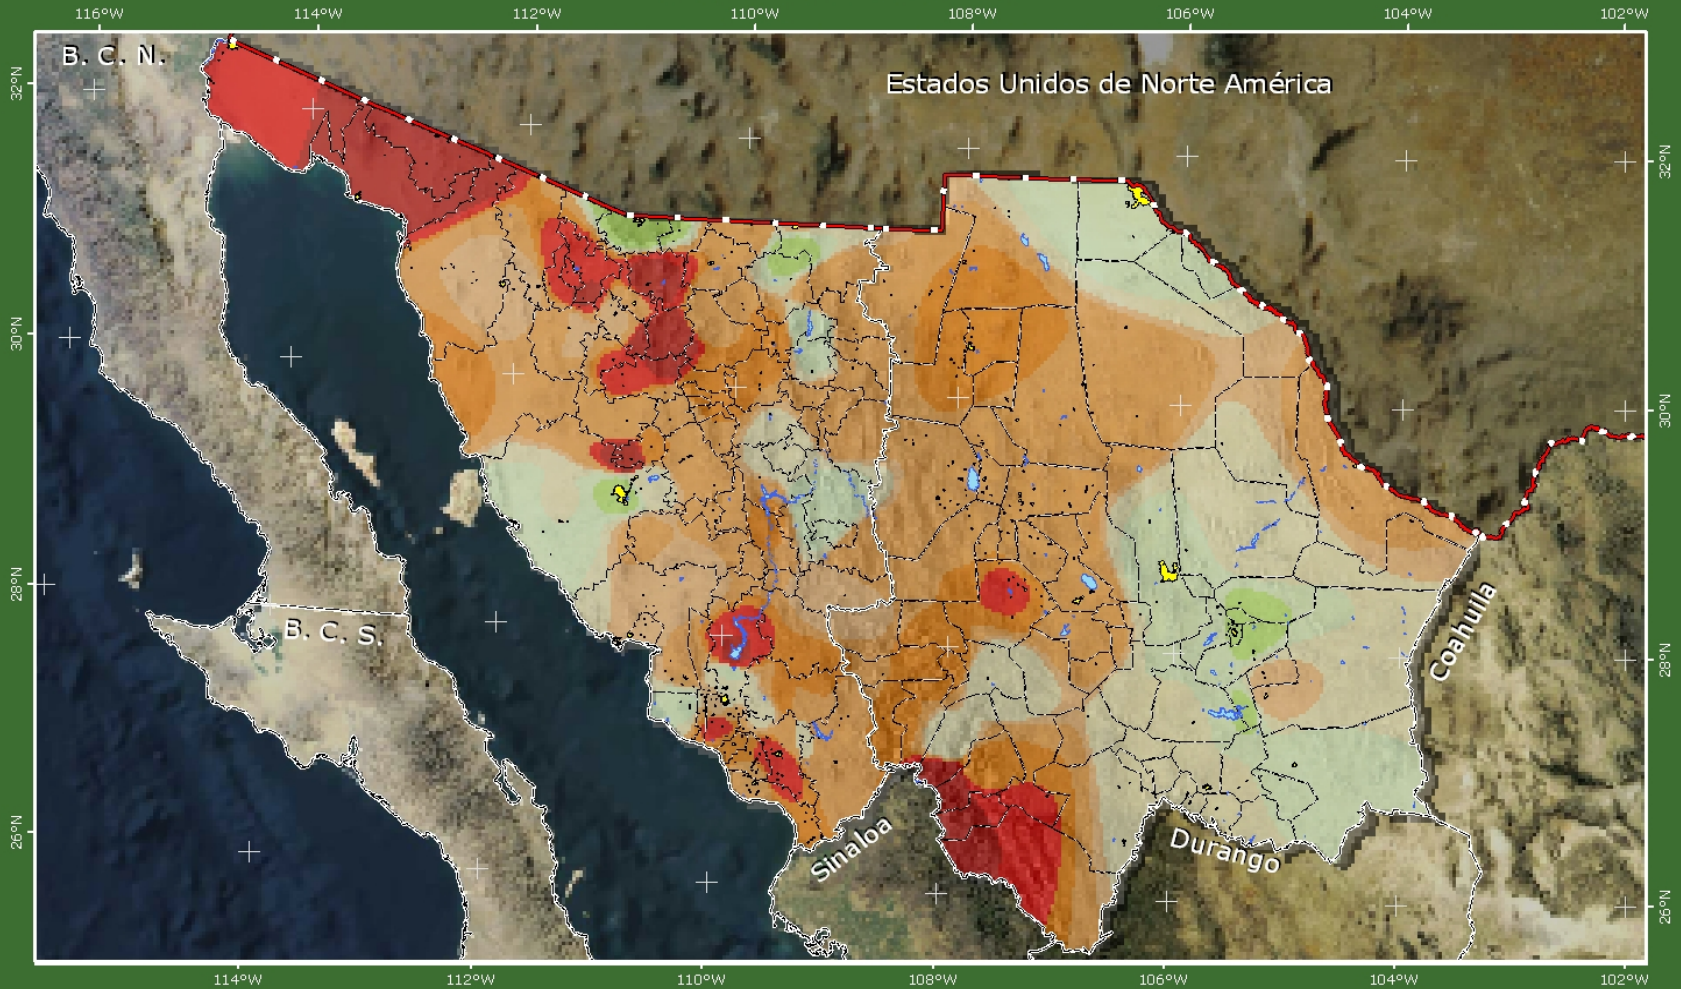 116°W 114°W 112°W 110°W 108°W 106°W 104°W 102°W
B. C. N.
Estados Unidos de Norte América
32°N
32°N
30°N
30°N
28°N
28°N
B. C. S.
Coahuila
26°N
Sinaloa
Durango
26°N
114°W 112°W 110°W 108°W 106°W 104°W 102°W